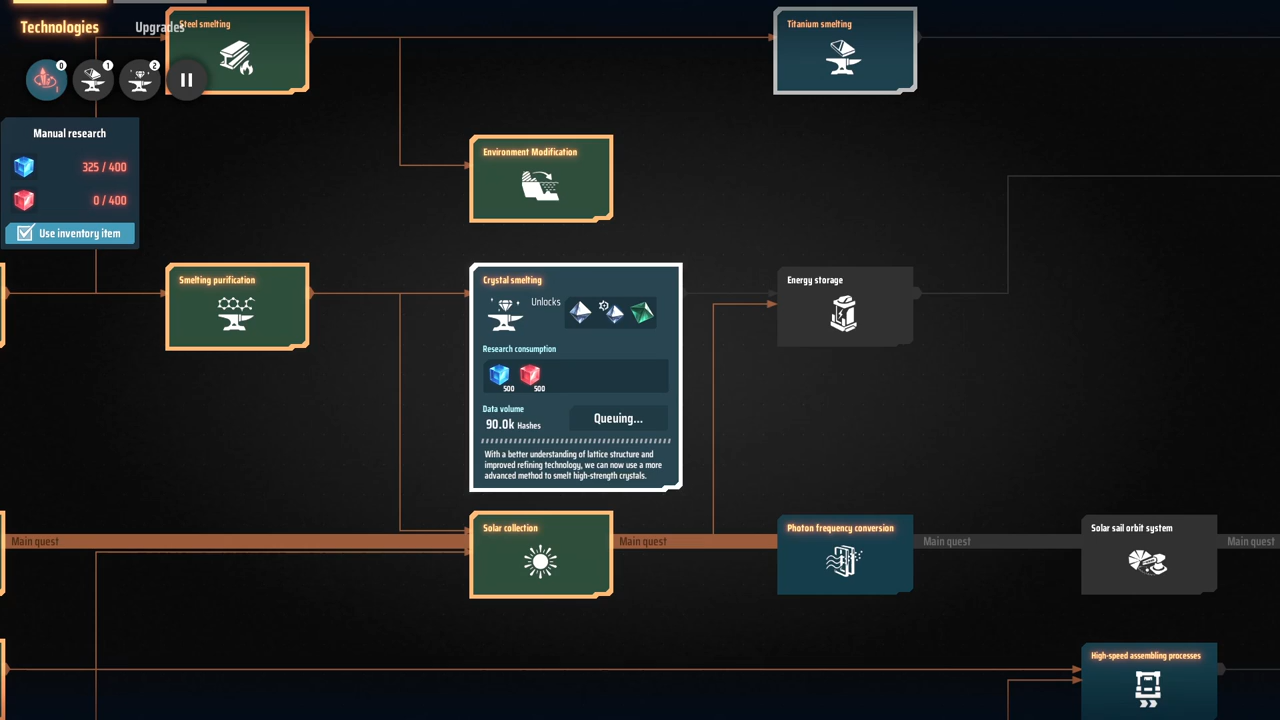 Technologies
Upgrades
Steel smelting
Titanium smelting
0
1
2
Manual research
325 / 400
0 / 400
Use inventory item
Environment Modification
Smelting purification
Crystal smelting
Unlocks
Research consumption
500
500
Data volume
90.0k Hashes
Queuing...
With a better understanding of lattice structure and
improved refining technology, we can now use a more
advanced method to smelt high-strength crystals.
Energy storage
Main quest
Solar collection
Main quest
Photon frequency conversion
Main quest
Solar sail orbit system
Main quest
High-speed assembling processes